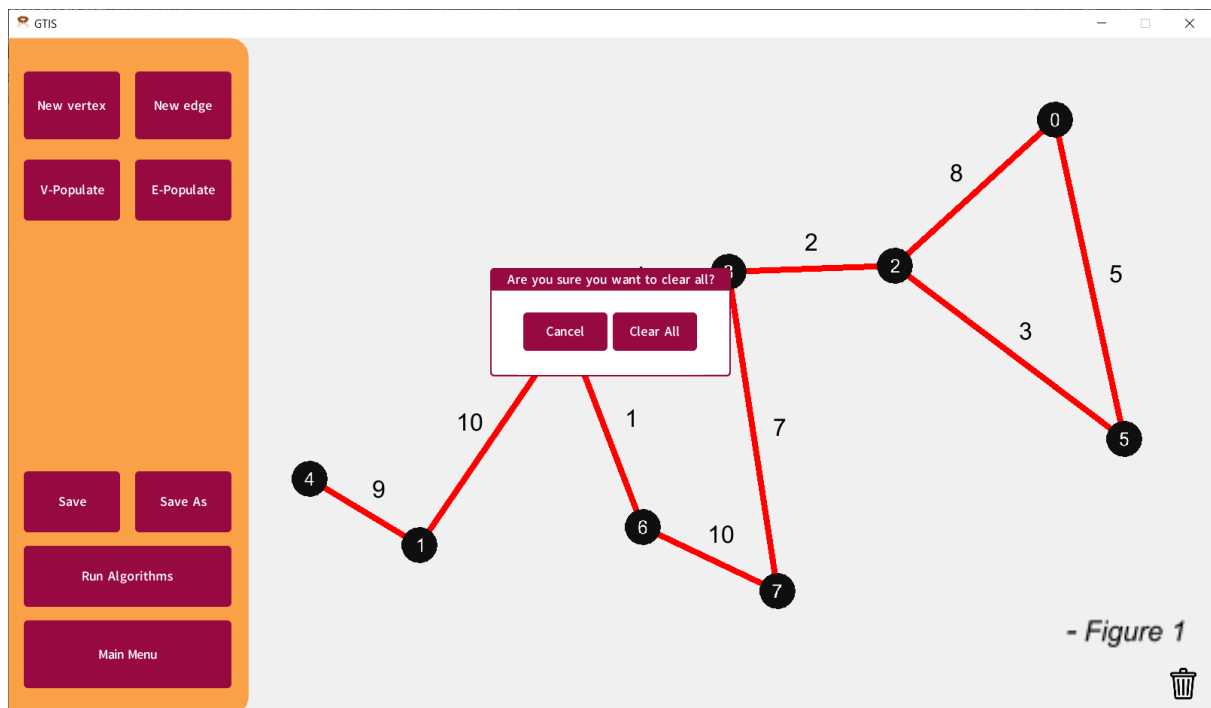 GTIS
New vertex
New edge
V-Populate
E-Populate
Save
Save As
Run Algorithms
Main Menu
0
8
2
2
5
3
5
Are you sure you want to clear all?
Cancel
Clear All
10
1
7
4
9
1
6
10
7
- Figure 1